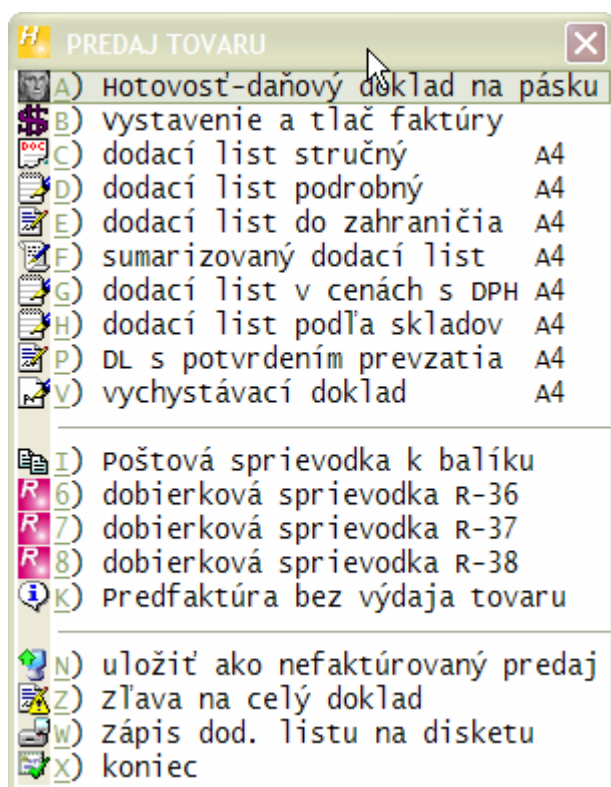 H PREDAJ TOVARU
A) Hotovosť-daňový doklad na pásku
B) Vystavenie a tlač faktúry
DOC C) dodací list stručný A4
D) dodací list podrobný A4
E) dodací list do zahraničia A4
F) sumarizovaný dodací list A4
G) dodací list v cenách s DPH A4
H) dodací list podľa skladov A4
P) DL s potvrdením prevzatia A4
V) vychystávací doklad A4
I) Poštová sprievodka k balíku
R 6) dobierková sprievodka R-36
R 7) dobierková sprievodka R-37
R 8) dobierková sprievodka R-38
K) Predfaktúra bez výdaja tovaru
N) uložiť ako nefaktúrovaný predaj
Z) Zľava na celý doklad
W) Zápis dod. listu na disketu
X) koniec